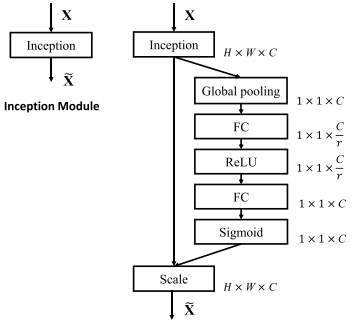 X
Inception
X̃
Inception Module
X
Inception
H × W × C
Global pooling
1 × 1 × C
FC
1 × 1 × C/r
ReLU
1 × 1 × C/r
FC
1 × 1 × C
Sigmoid
1 × 1 × C
Scale
H × W × C
X̃